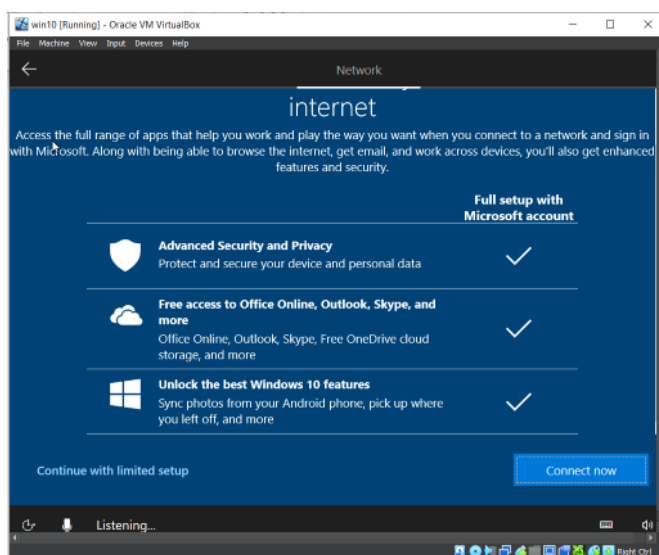 win10 [Running] - Oracle VM VirtualBox
File Machine View Input Devices Help
Network
internet
Access the full range of apps that help you work and play the way you want when you connect to a network and sign in
with Microsoft. Along with being able to browse the internet, get email, and work across devices, you'll also get enhanced
features and security.
Full setup with
Microsoft account
Advanced Security and Privacy
Protect and secure your device and personal data
Free access to Office Online, Outlook, Skype, and
more
Office Online, Outlook, Skype, Free OneDrive cloud
storage, and more
Unlock the best Windows 10 features
Sync photos from your Android phone, pick up where
you left off, and more
Continue with limited setup
Connect now
Listening...
Right Ctrl